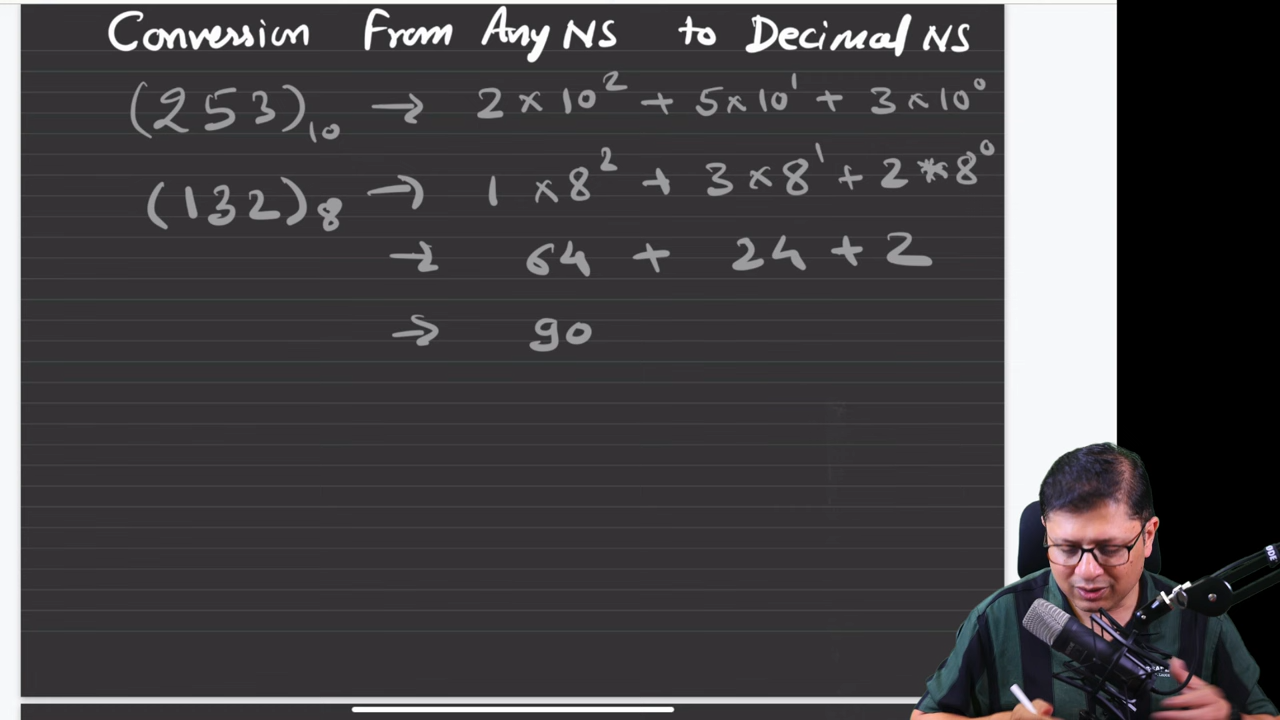 Conversion From Any NS to Decimal NS
(253)₁₀ → 2 × 10² + 5 × 10¹ + 3 × 10⁰
(132)₈ → 1 × 8² + 3 × 8¹ + 2 * 8⁰
→ 64 + 24 + 2
→ 90